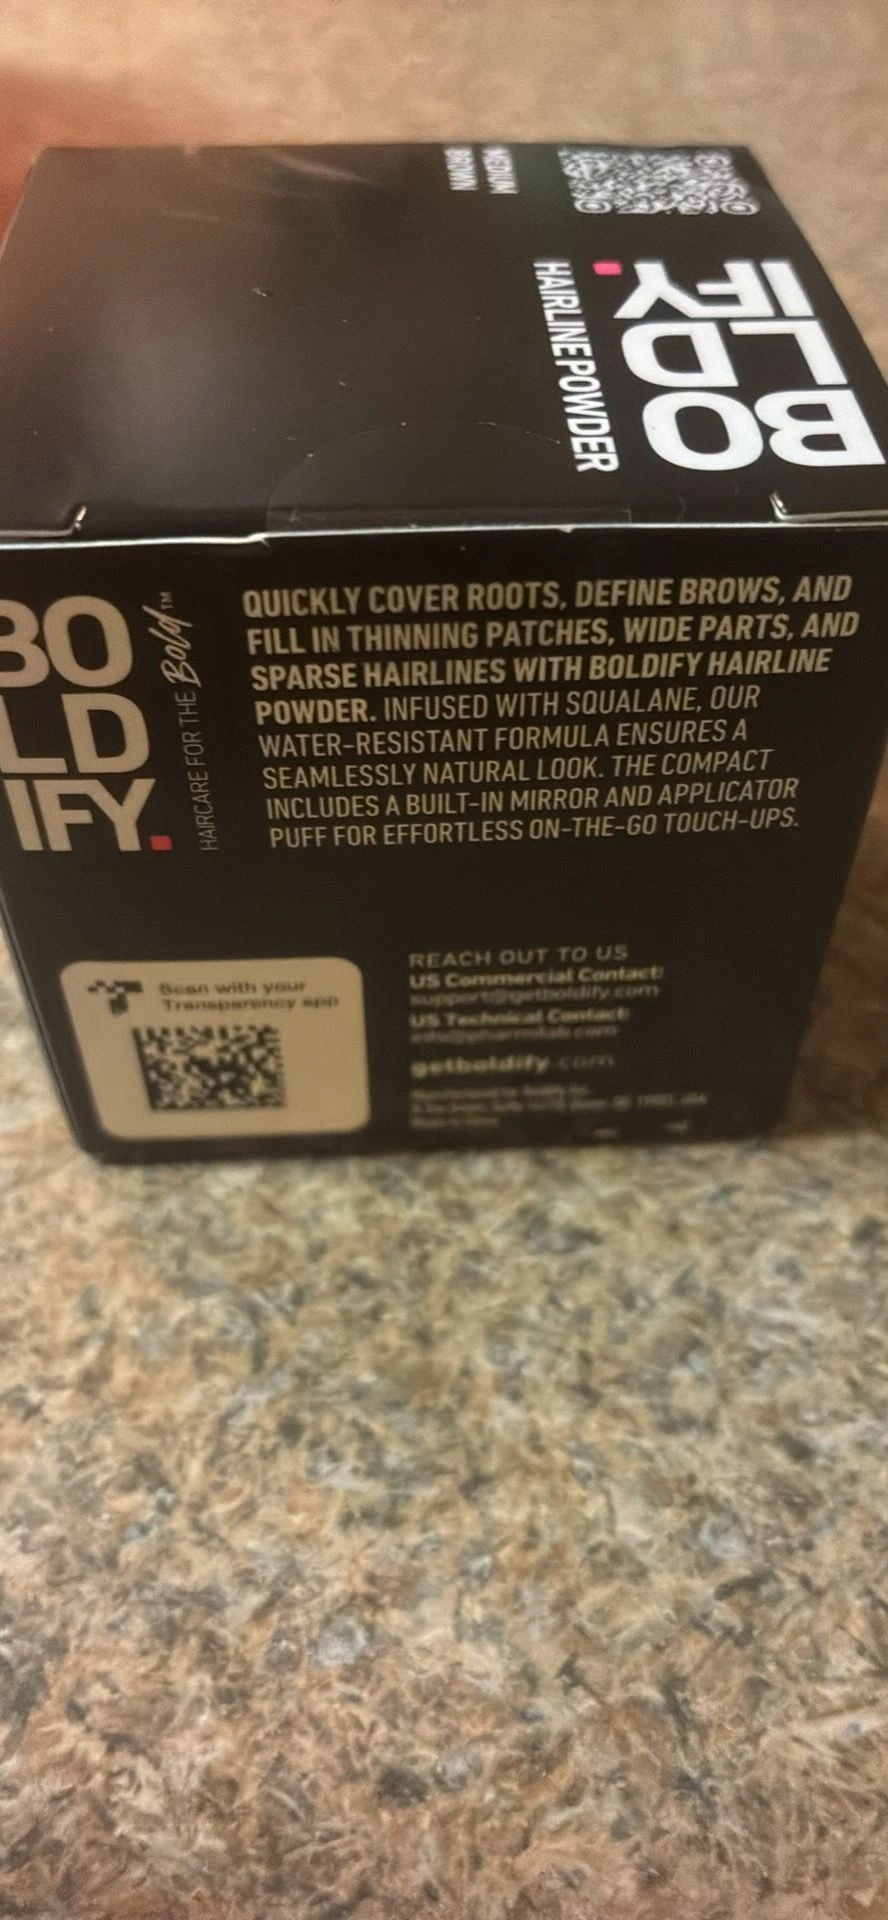 MEDIUM
BROWN
BOLDIFY
HAIRLINE POWDER
BO
LD
IFY.
HAIRCARE FOR THE Bold™
QUICKLY COVER ROOTS, DEFINE BROWS, AND
FILL IN THINNING PATCHES, WIDE PARTS, AND
SPARSE HAIRLINES WITH BOLDIFY HAIRLINE
POWDER. INFUSED WITH SQUALANE, OUR
WATER-RESISTANT FORMULA ENSURES A
SEAMLESSLY NATURAL LOOK. THE COMPACT
INCLUDES A BUILT-IN MIRROR AND APPLICATOR
PUFF FOR EFFORTLESS ON-THE-GO TOUCH-UPS.
Scan with your
Transparency app
REACH OUT TO US
US Commercial Contact:
support@getboldify.com
US Technical Contact:
getboldify.com